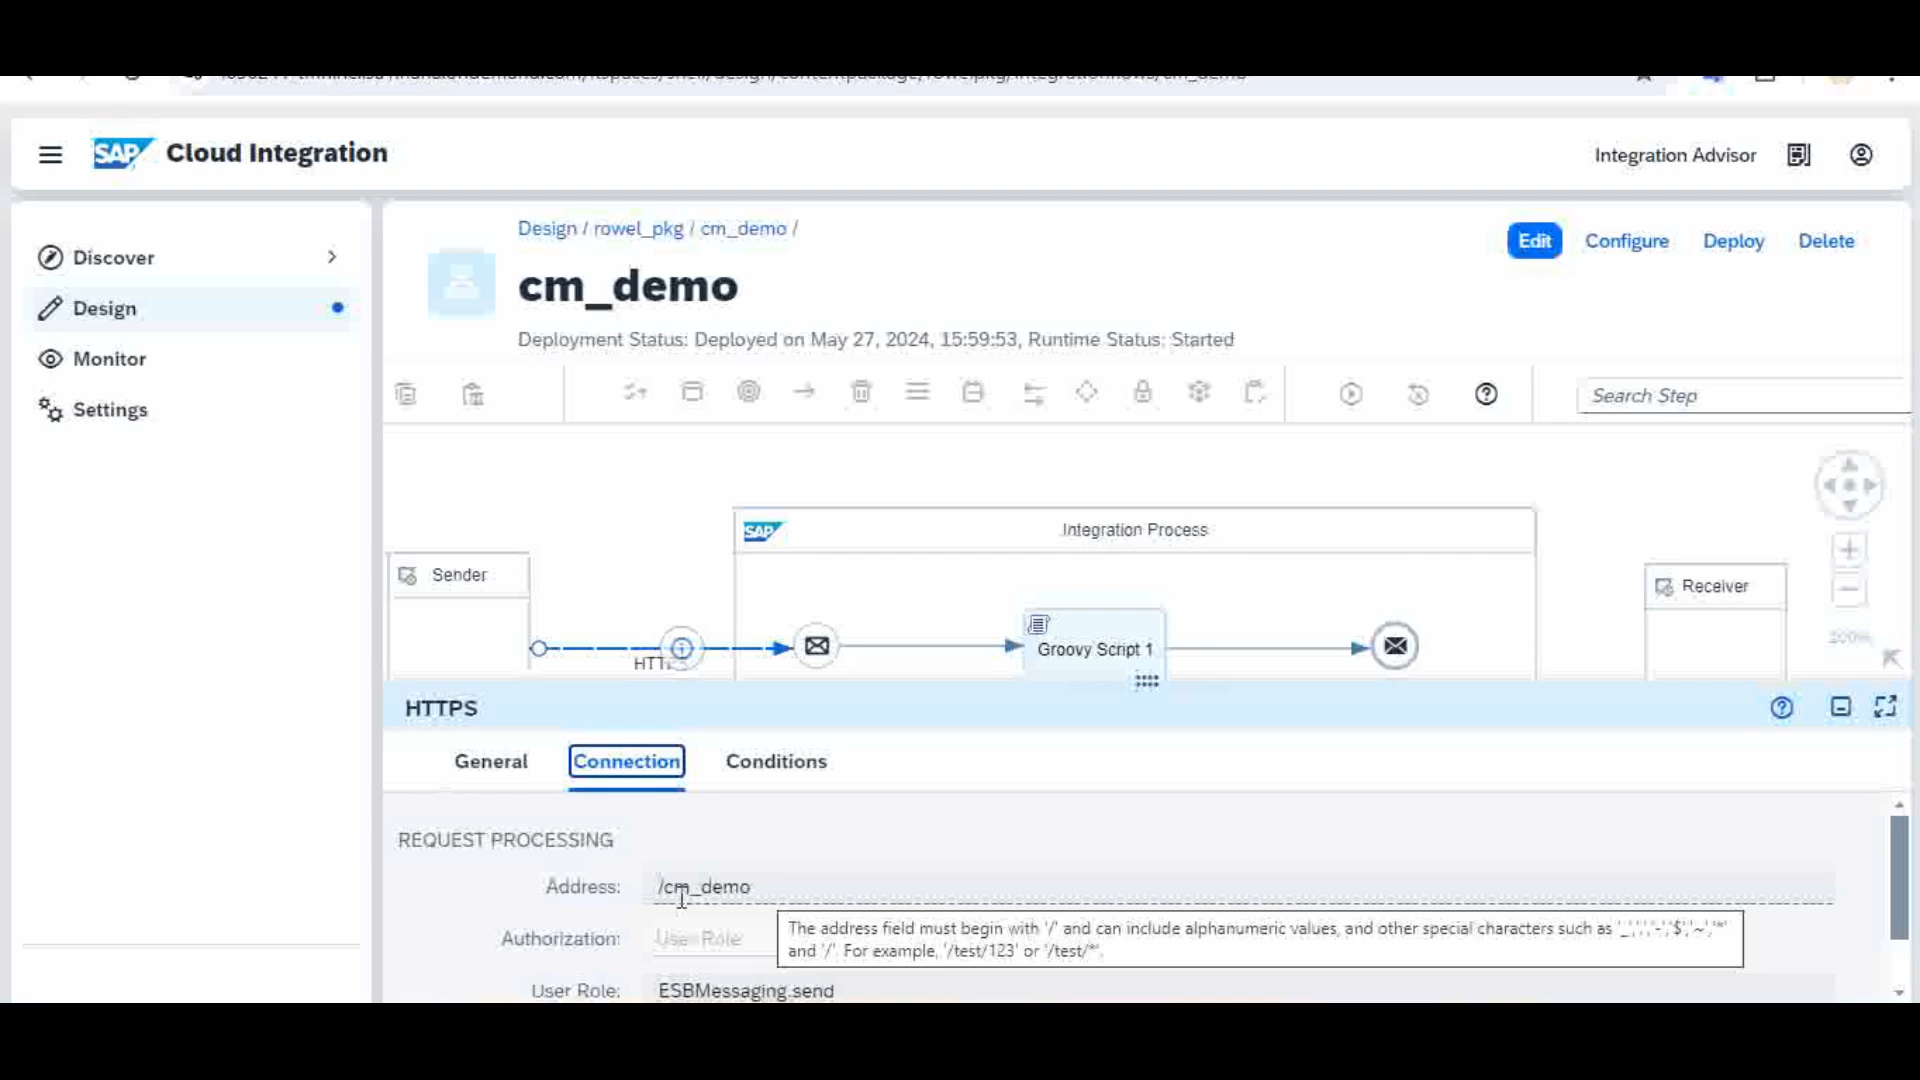 SAP Cloud Integration
Integration Advisor
Discover
Design
Monitor
Settings
Design / rowel_pkg / cm_demo /
Edit
Configure
Deploy
Delete
cm_demo
Deployment Status: Deployed on May 27, 2024, 15:59:53, Runtime Status: Started
Search Step
SAP
Integration Process
Sender
Receiver
Groovy Script 1
200%
HTTPS
General
Connection
Conditions
REQUEST PROCESSING
Address: /cm_demo
The address field must begin with '/' and can include alphanumeric values, and other special characters such as
and '/'. For example, '/test/123' or '/test/*'.
Authorization: User Role
User Role: ESBMessaging.send